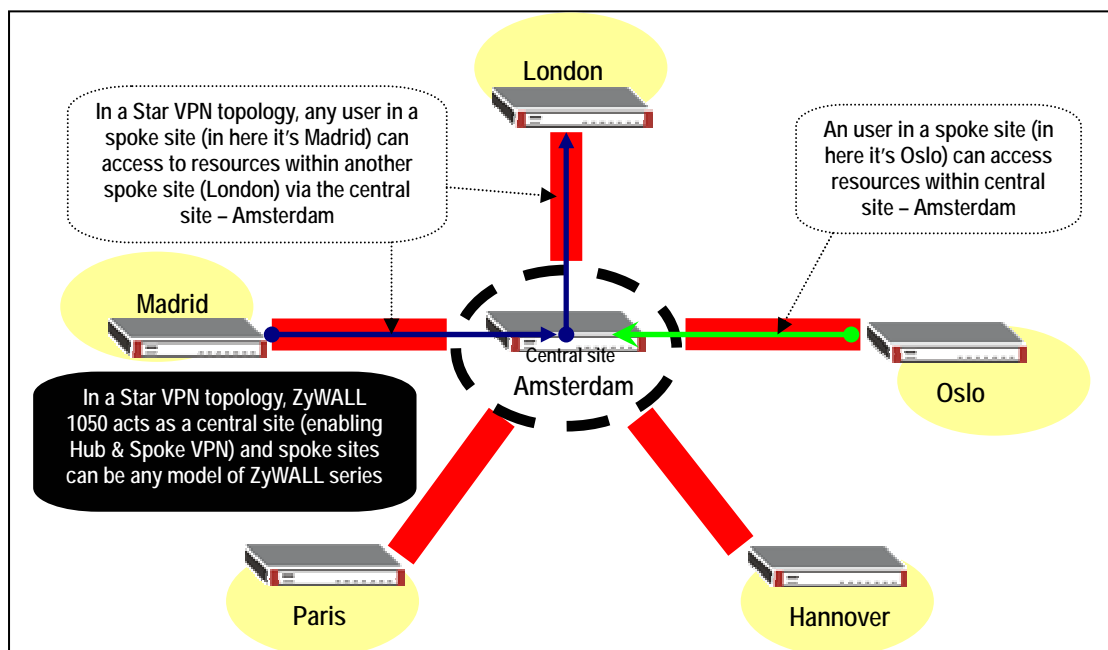 London
In a Star VPN topology, any user in a
spoke site (in here it's Madrid) can
access to resources within another
spoke site (London) via the central
site – Amsterdam
An user in a spoke site (in
here it's Oslo) can access
resources within central
site – Amsterdam
Madrid
Central site
Amsterdam
Oslo
In a Star VPN topology, ZyWALL
1050 acts as a central site (enabling
Hub & Spoke VPN) and spoke sites
can be any model of ZyWALL series
Paris
Hannover